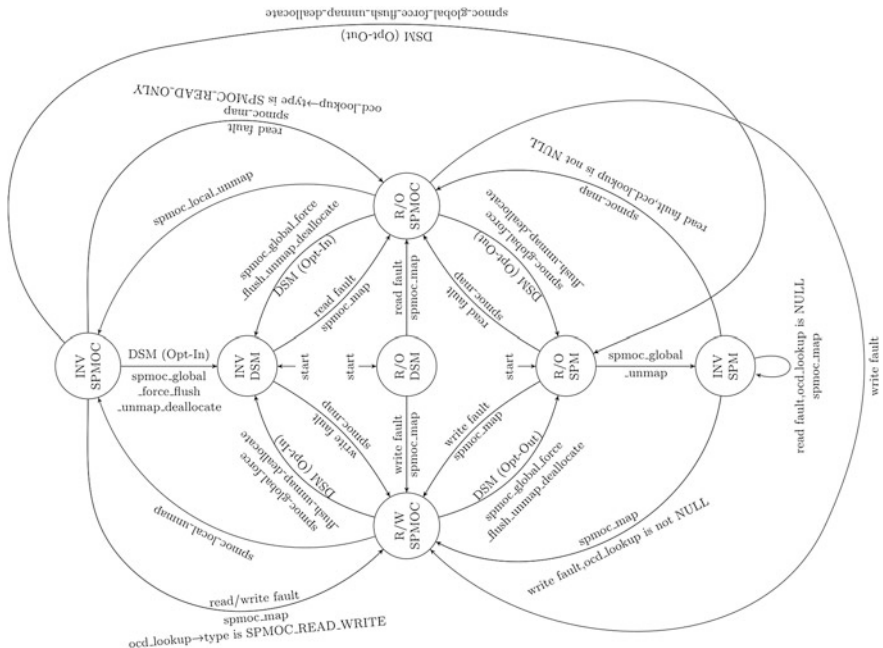 spmoc_global_force_flush_unmap_deallocate
DSM (Opt-Out)
ocd_lookup→type is SPMOC_READ_ONLY
spmoc_map
read fault
spmoc_local_unmap
R/O
SPMOC
spmoc_global_force
_flush_unmap_deallocate
DSM (Opt-In)
read fault
spmoc_map
read fault
spmoc_map
spmoc_global_force
_flush_unmap_deallocate
DSM (Opt-Out)
spmoc_map
read fault
read fault,ocd_lookup is not NULL
spmoc_map
INV
SPMOC
DSM (Opt-In)
spmoc_global
_force_flush
_unmap_deallocate
INV
DSM
start
start
R/O
DSM
start
R/O
SPM
spmoc_global
_unmap
INV
SPM
read fault,ocd_lookup is NULL
spmoc_map
write fault
spmoc_map
write fault
write fault
spmoc_map
write fault
spmoc_map
DSM (Opt-In)
spmoc_global_force
_flush_unmap_deallocate
DSM (Opt-Out)
spmoc_global_force
_flush_unmap_deallocate
R/W
SPMOC
spmoc_local_unmap
spmoc_map
write fault,ocd_lookup is not NULL
read/write fault
spmoc_map
ocd_lookup→type is SPMOC_READ_WRITE